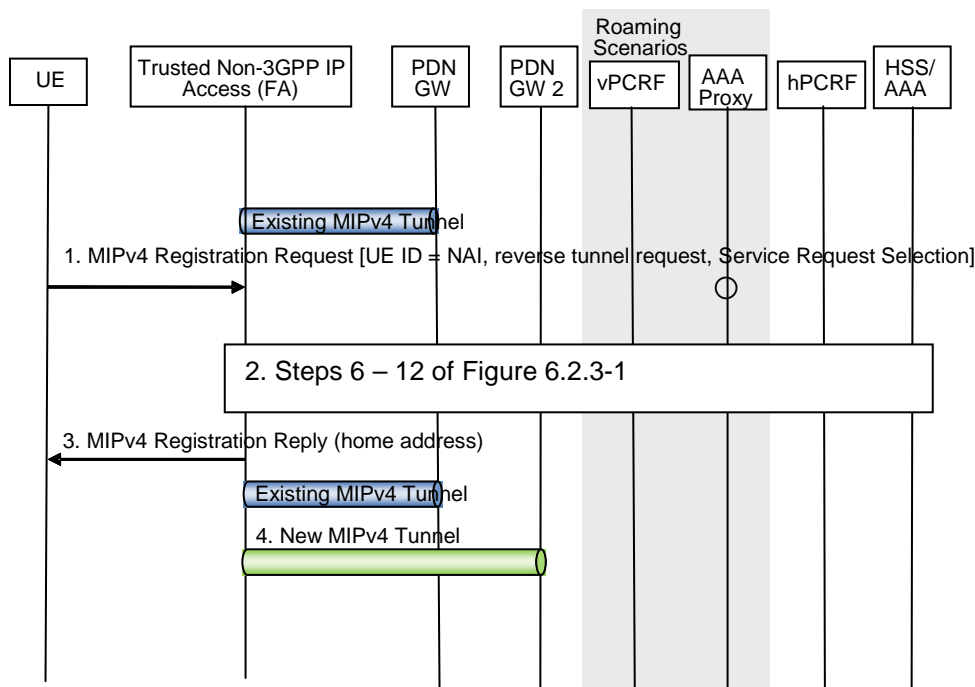 Roaming
Scenarios
UE
Trusted Non-3GPP IP
Access (FA)
PDN
GW
PDN
GW 2
vPCRF
AAA
Proxy
hPCRF
HSS/
AAA
Existing MIPv4 Tunnel
1. MIPv4 Registration Request [UE ID = NAI, reverse tunnel request, Service Request Selection]
2. Steps 6 – 12 of Figure 6.2.3-1
3. MIPv4 Registration Reply (home address)
Existing MIPv4 Tunnel
4. New MIPv4 Tunnel